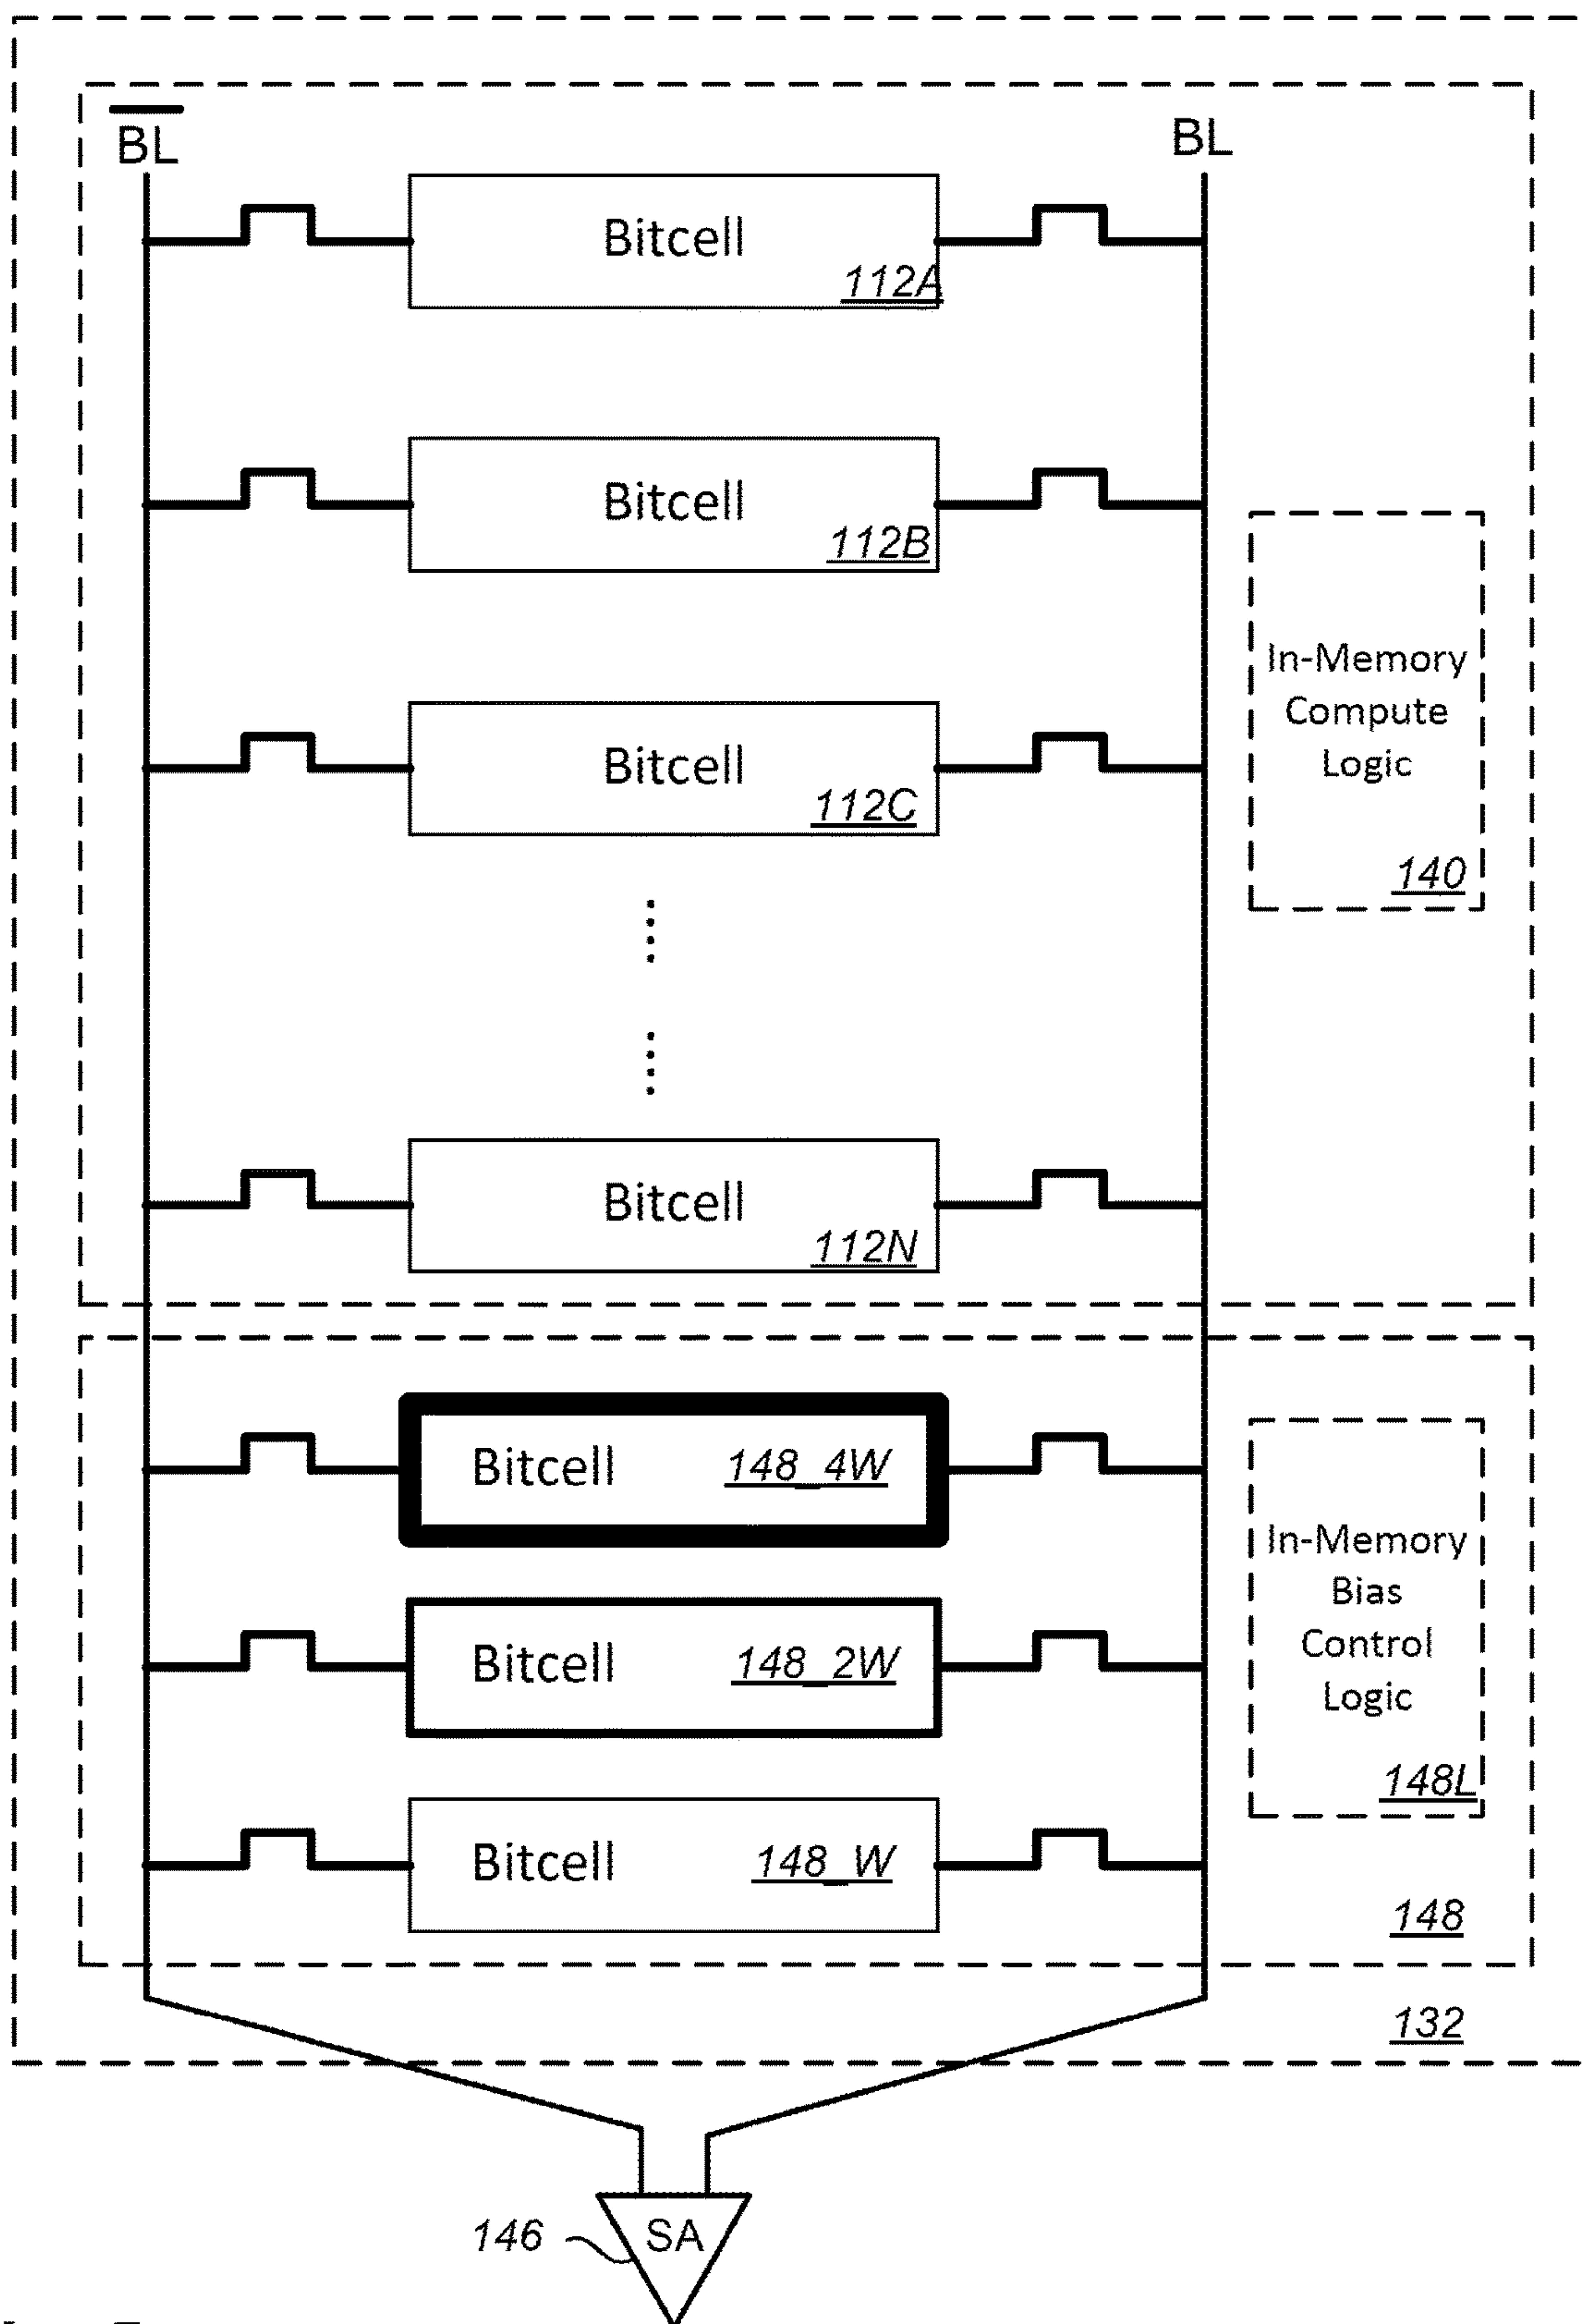 BL
BL
Bitcell
112A
Bitcell
112B
Bitcell
112C
In-Memory
Compute
Logic
140
Bitcell
112N
Bitcell 148_4W
Bitcell 148_2W
Bitcell 148_W
In-Memory
Bias
Control
Logic
148L
148
132
146
SA